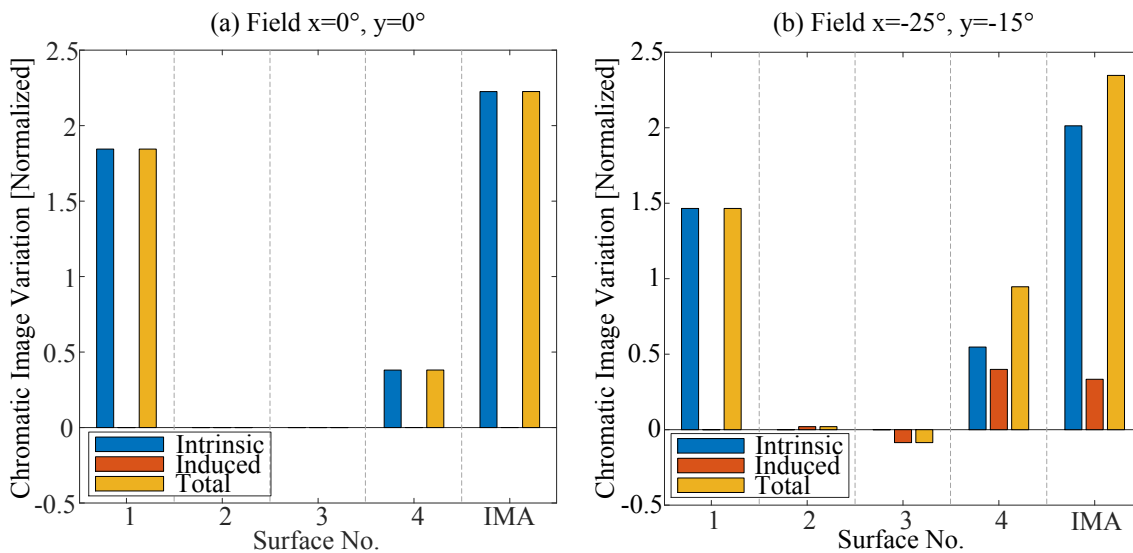 (a) Field x=0°, y=0°
Chromatic Image Variation [Normalized]
2.5
2
1.5
1
0.5
0
-0.5
Intrinsic
Induced
Total
1 2 3 4 IMA
Surface No.
(b) Field x=-25°, y=-15°
Chromatic Image Variation [Normalized]
2.5
2
1.5
1
0.5
0
-0.5
Intrinsic
Induced
Total
1 2 3 4 IMA
Surface No.